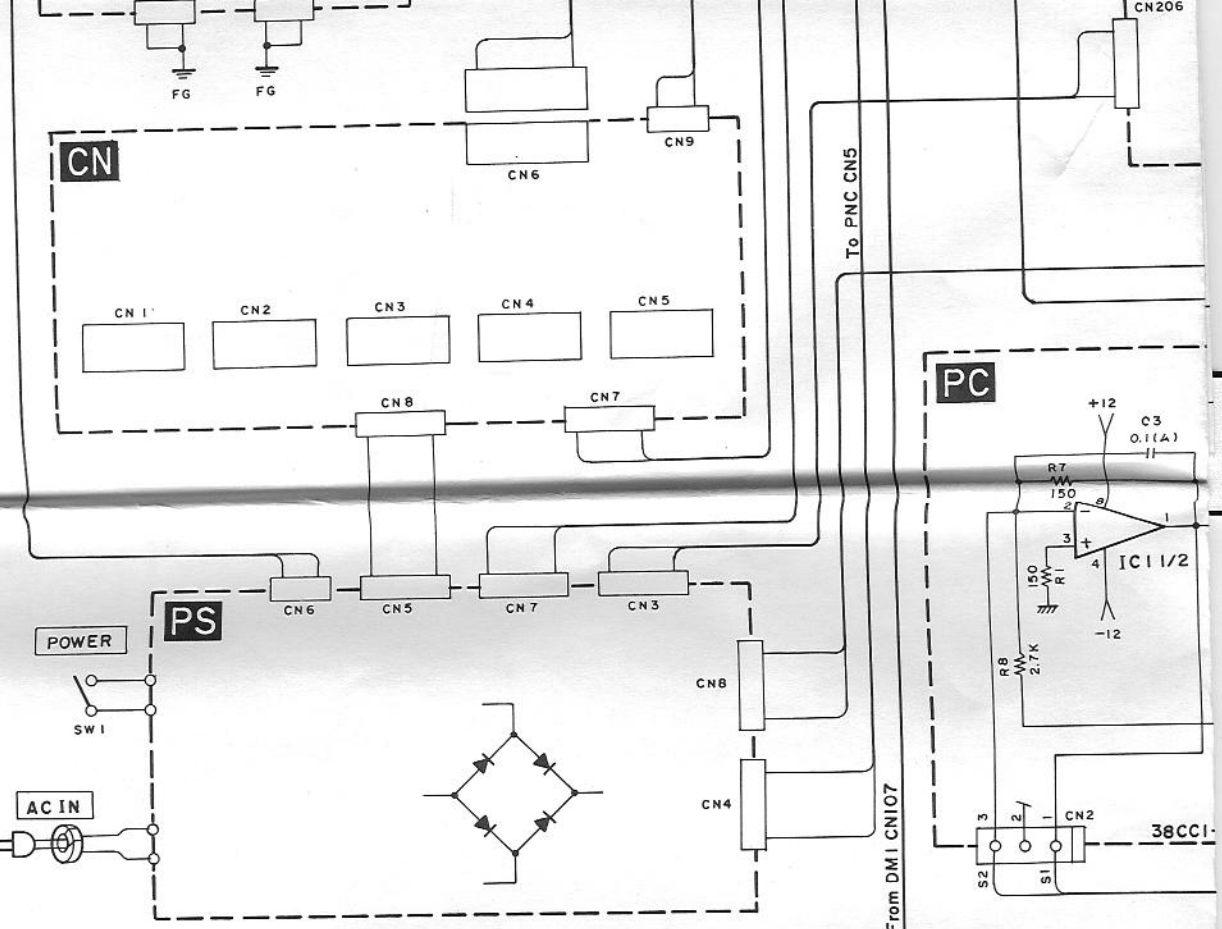 CN206
FG
FG
CN
CN6
CN9
To PNC CN5
CN 1
CN2
CN3
CN4
CN5
CN8
CN7
PC
+12
C3
0.1(A)
R7
150
2
-
8
1
3
+
4
IC1 1/2
150
R1
-12
R8
2.7K
CN6
CN5
CN7
CN3
PS
POWER
SW1
CN8
AC IN
CN4
From DM1 CN107
3
2
1
CN2
38CC1-
S2
S1